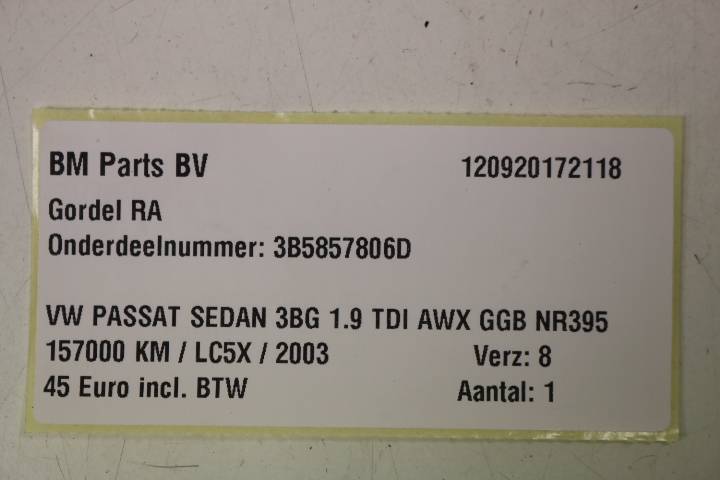 BM Parts BV 120920172118
Gordel RA
Onderdeelnummer: 3B5857806D
VW PASSAT SEDAN 3BG 1.9 TDI AWX GGB NR395
157000 KM / LC5X / 2003 Verz: 8
45 Euro incl. BTW Aantal: 1